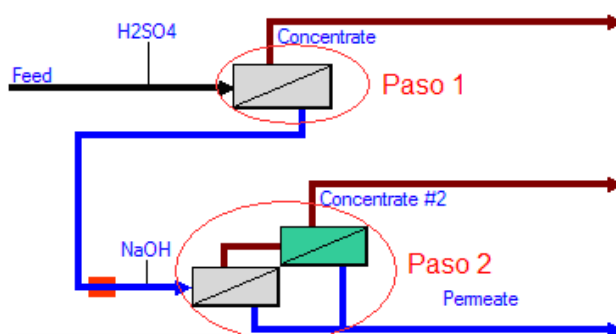 H2SO4
Concentrate
Feed
Paso 1
Concentrate #2
NaOH
Paso 2
Permeate